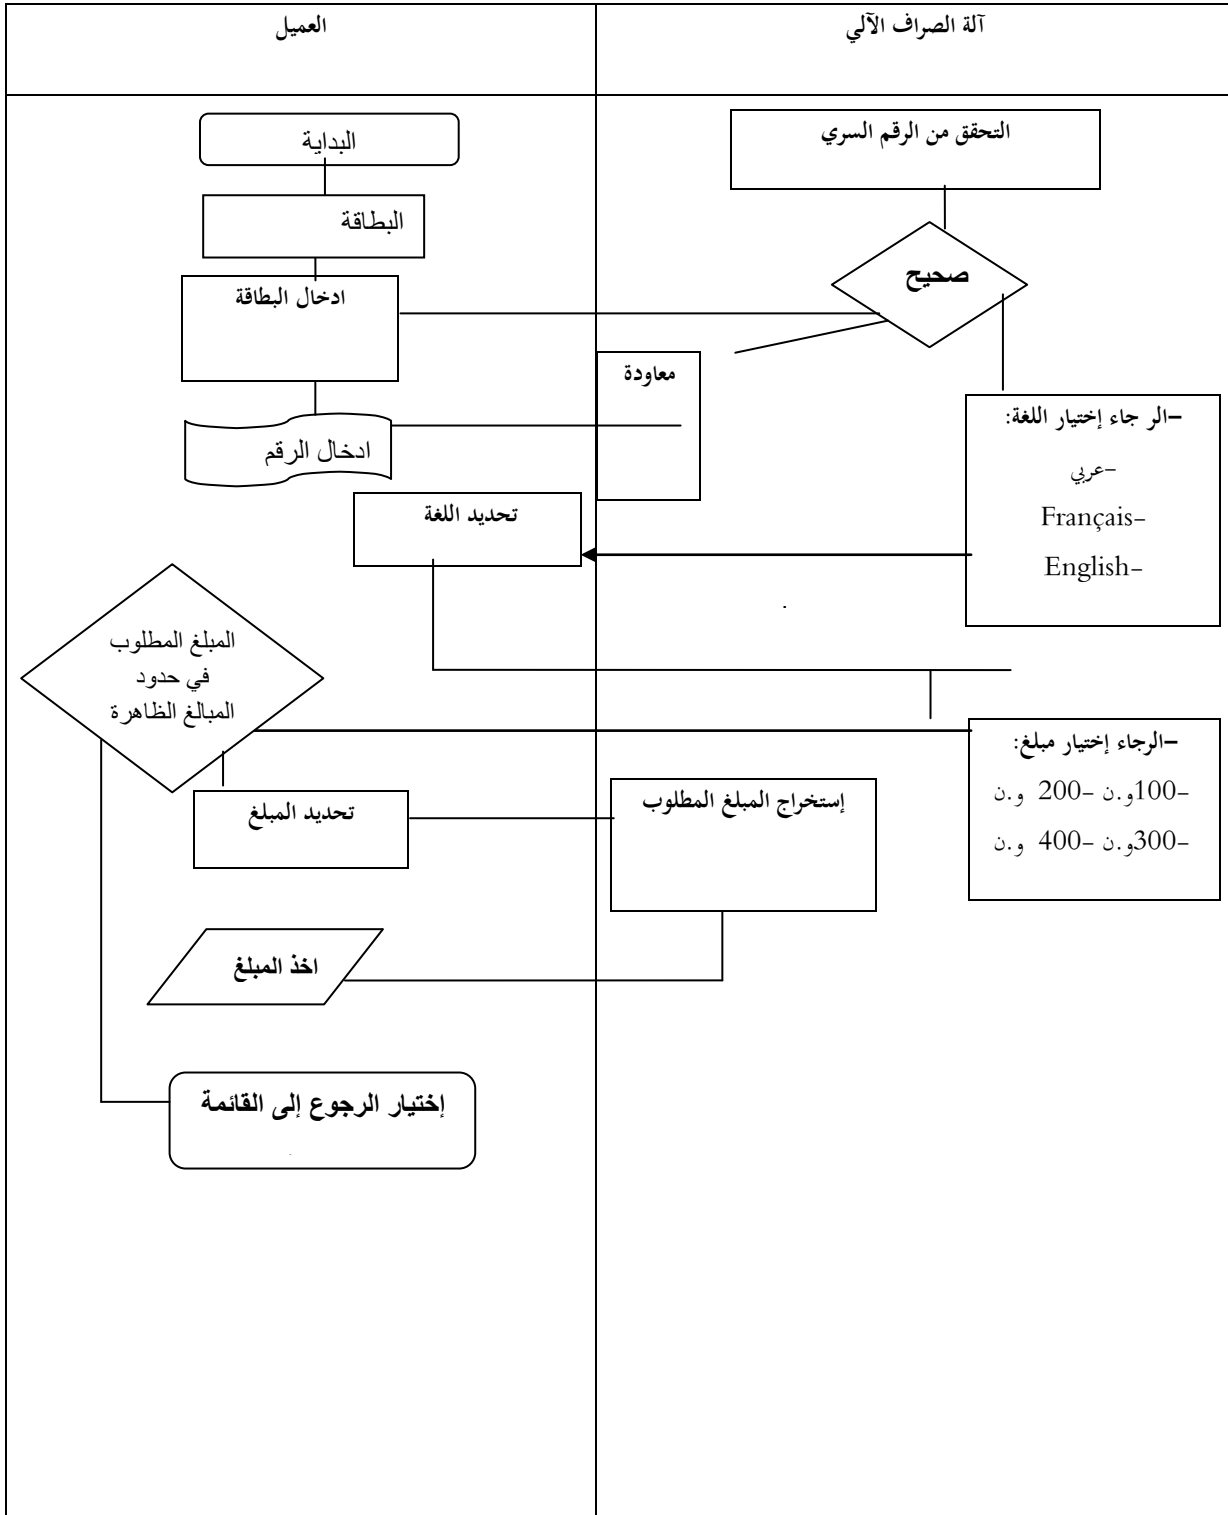 آلة الصراف الآلي
العميل
التحقق من الرقم السري
البداية
البطاقة
صحيح
ادخال البطاقة
معاودة
–الر جاء إختيار اللغة:
–عربي
Français–
English–
ادخال الرقم
تحديد اللغة
المبلغ المطلوب
في حدود
المبالغ الظاهرة
–الرجاء إختيار مبلغ:
–100و.ن –200 و.ن
–300و.ن –400 و.ن
إستخراج المبلغ المطلوب
تحديد المبلغ
اخذ المبلغ
إختيار الرجوع إلى القائمة